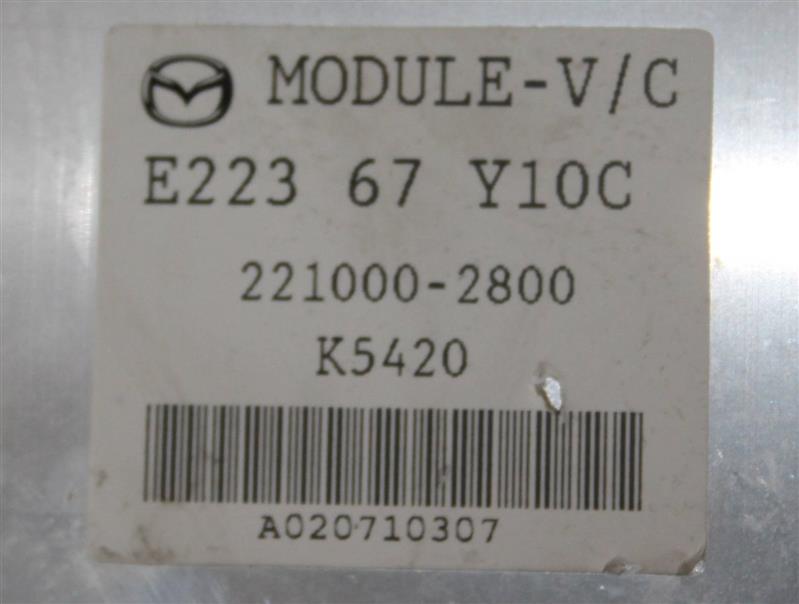 MODULE-V/C
E223 67 Y10C
221000-2800
K5420
A020710307